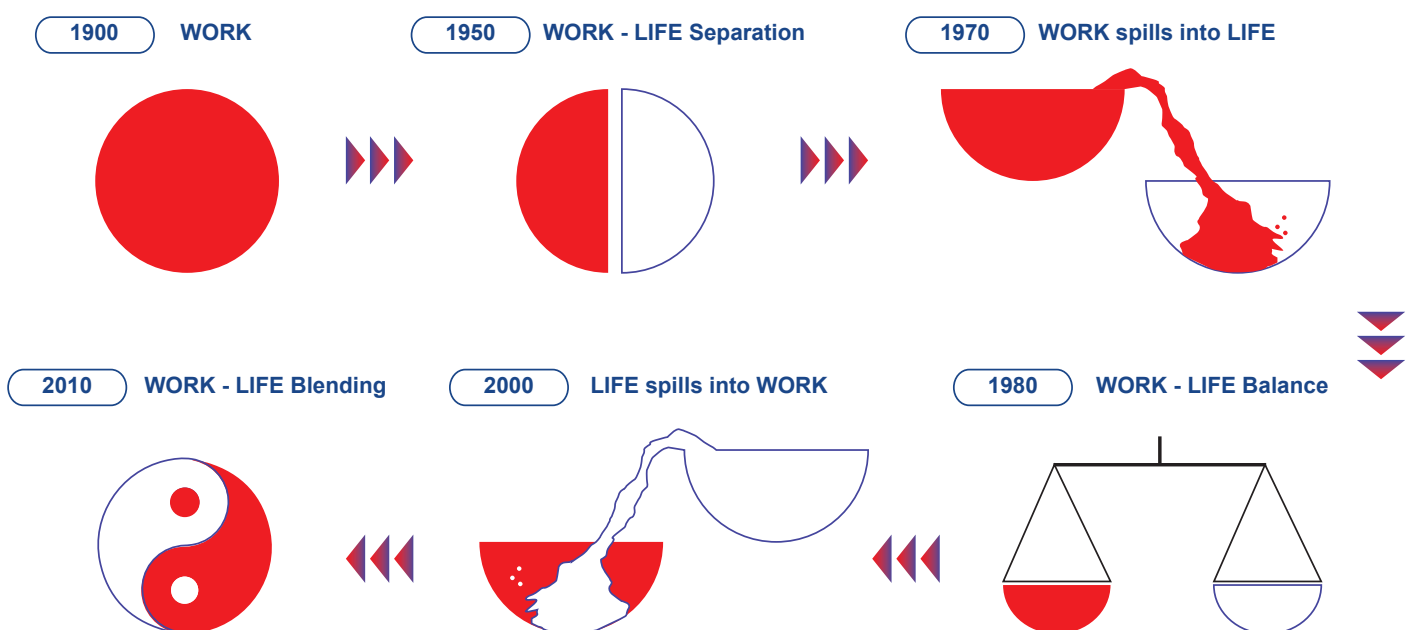 1900 WORK
1950 WORK - LIFE Separation
1970 WORK spills into LIFE
1980 WORK - LIFE Balance
2000 LIFE spills into WORK
2010 WORK - LIFE Blending